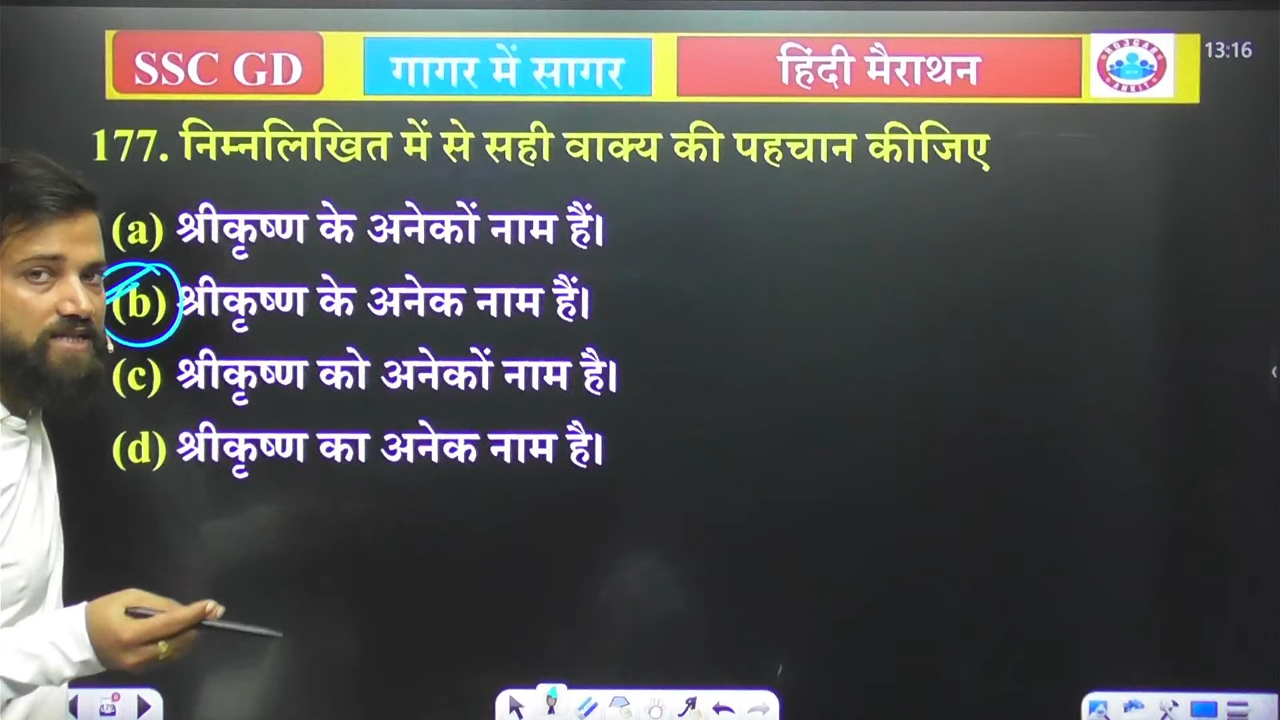 SSC GD
गागर में सागर
हिंदी मैराथन
13:16
177. निम्नलिखित में से सही वाक्य की पहचान कीजिए
(a) श्रीकृष्ण के अनेकों नाम हैं।
(b) श्रीकृष्ण के अनेक नाम हैं।
(c) श्रीकृष्ण को अनेकों नाम है।
(d) श्रीकृष्ण का अनेक नाम है।